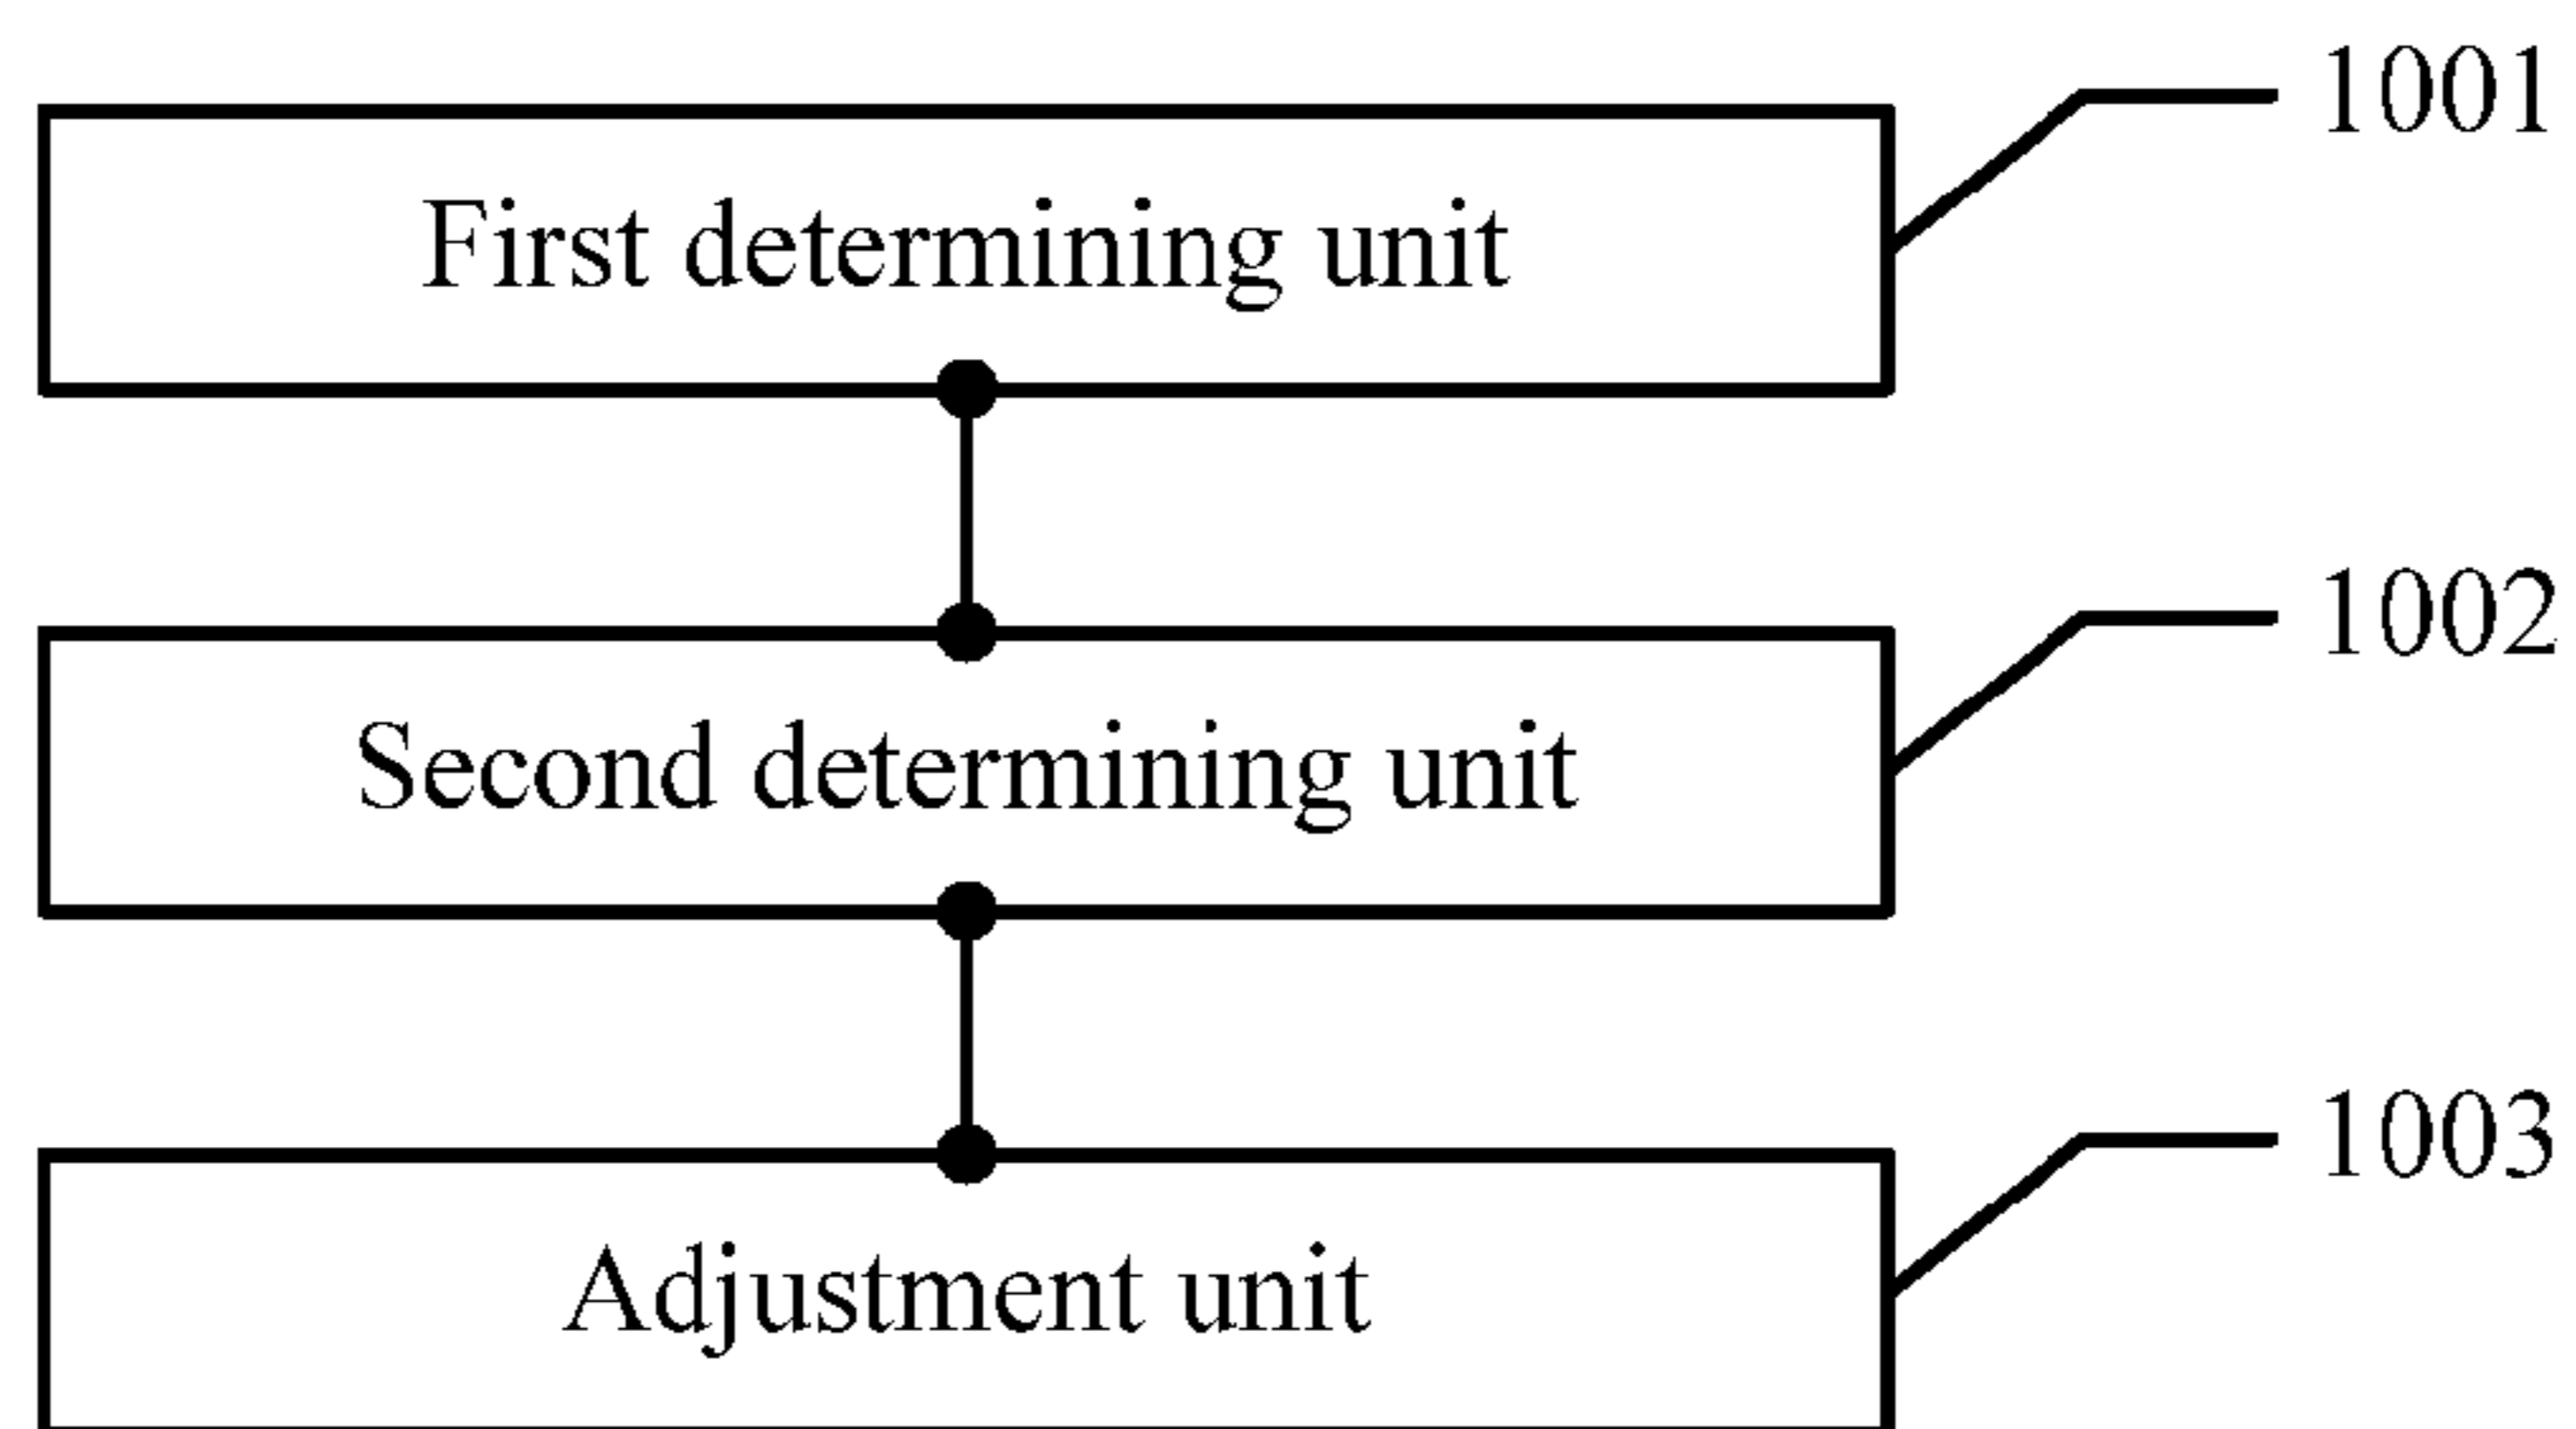 1001
First determining unit
1002
Second determining unit
1003
Adjustment unit